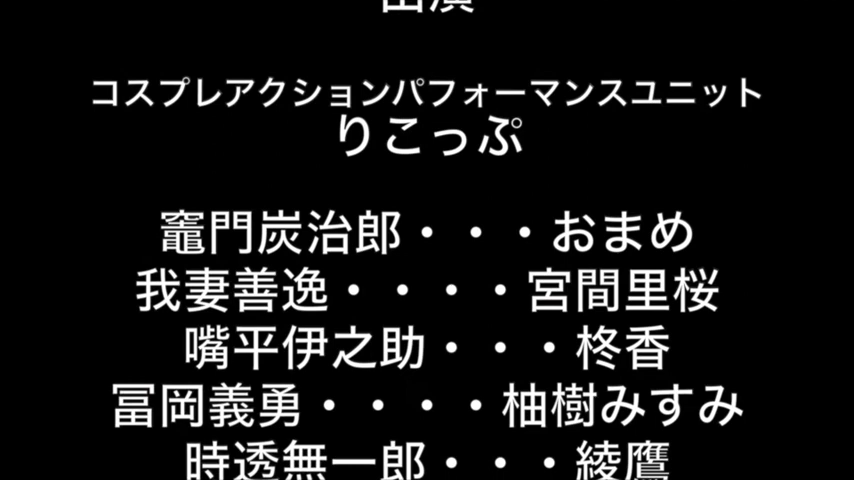 出演
コスプレアクションパフォーマンスユニット
りこっぷ
竈門炭治郎・・・おまめ
我妻善逸・・・・宮間里桜
嘴平伊之助・・・柊香
冨岡義勇・・・・柚樹みすみ
時透無一郎・・・綾鷹